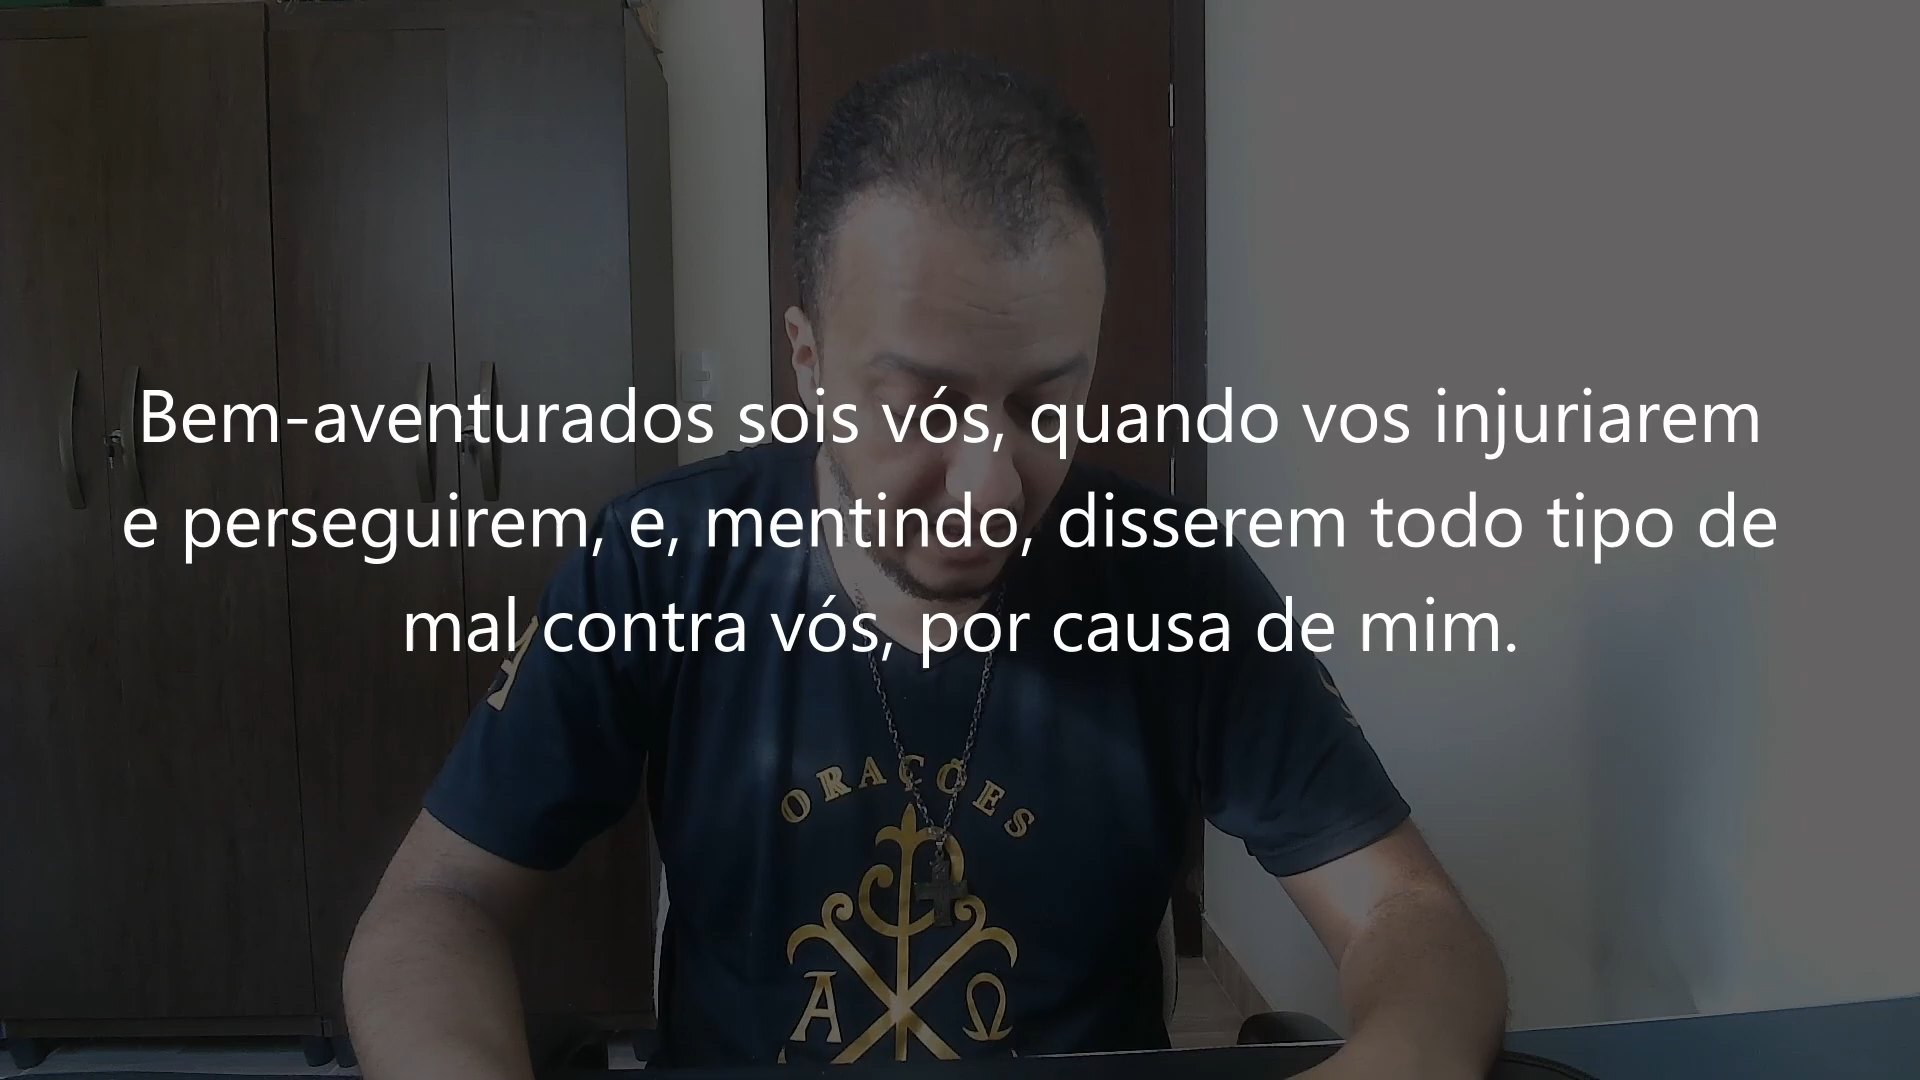 Bem-aventurados sois vós, quando vos injuriarem
e perseguirem, e, mentindo, disserem todo tipo de
mal contra vós, por causa de mim.
ORAÇÕES
Α Ω